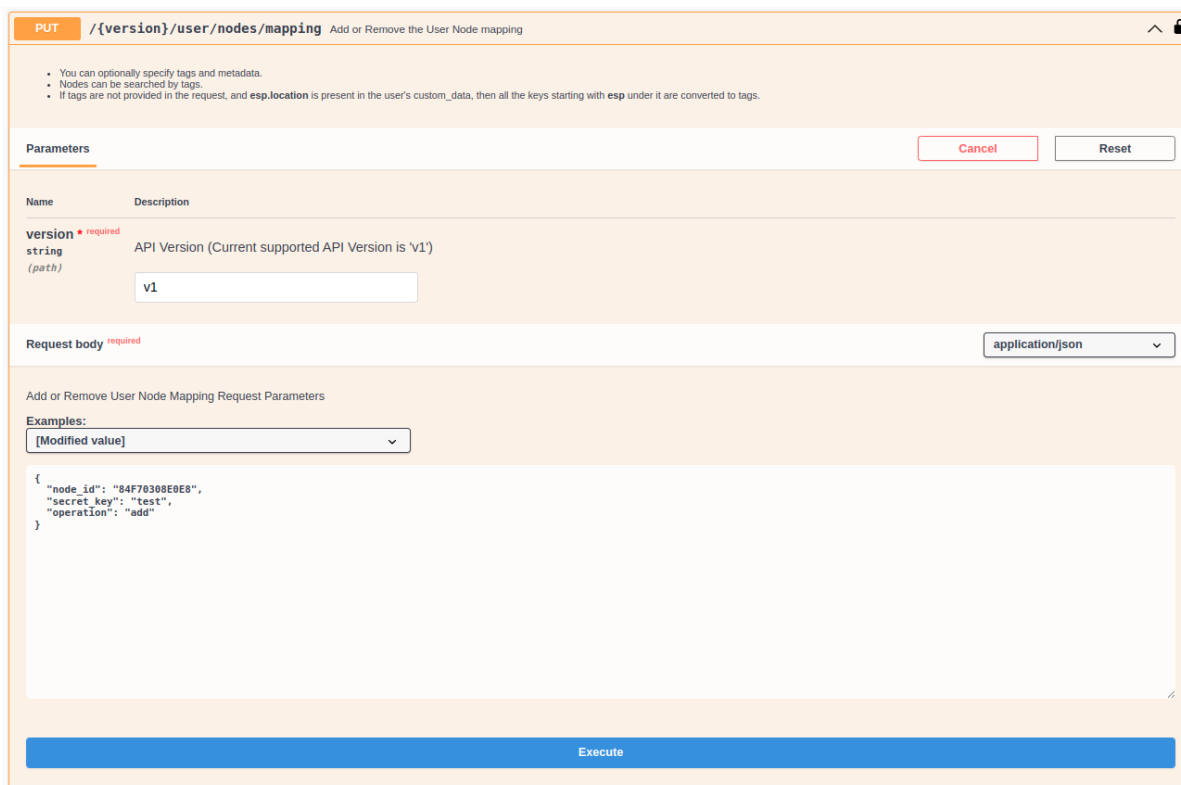 PUT /{version}/user/nodes/mapping Add or Remove the User Node mapping
You can optionally specify tags and metadata.
Nodes can be searched by tags.
If tags are not provided in the request, and esp.location is present in the user's custom_data, then all the keys starting with esp under it are converted to tags.
Parameters Cancel Reset
Name Description
version * required
string
(path)
API Version (Current supported API Version is 'v1')
v1
Request body required application/json
Add or Remove User Node Mapping Request Parameters
Examples:
[Modified value]
{
"node_id": "84F70308E0E8",
"secret_key": "test",
"operation": "add"
}
Execute